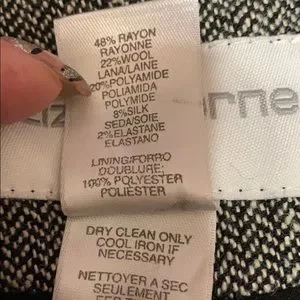 48% RAYON
RAYONNE
22%WOOL
LANA/LAINE
20%POLYAMIDE
POLIAMIDA
POLYMIDE
8%SILK
SEDA/SOIE
2%ELASTANE
ELASTANO
LINING/FORRO
DOUBLURE;
100%POLYESTER
POLIESTER
DRY CLEAN ONLY
COOL IRON IF
NECESSARY
NETTOYER A SEC
SEULEMENT